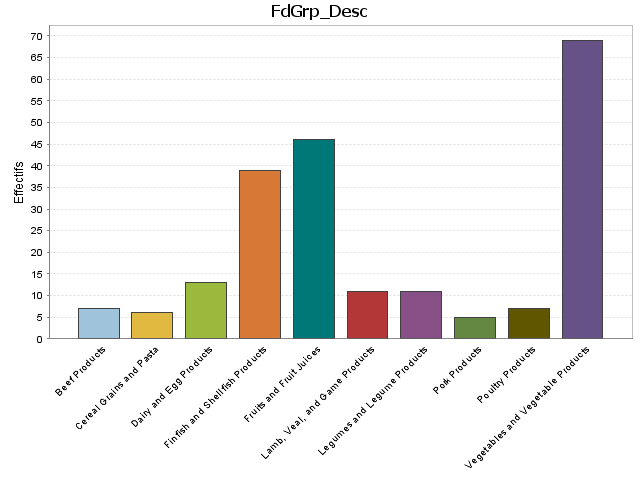 FdGrp_Desc
Effectifs
70
65
60
55
50
45
40
35
30
25
20
15
10
5
0
Beef Products
Cereal Grains and Pasta
Dairy and Egg Products
Finfish and Shellfish Products
Fruits and Fruit Juices
Lamb, Veal, and Game Products
Legumes and Legume Products
Pork Products
Poultry Products
Vegetables and Vegetable Products